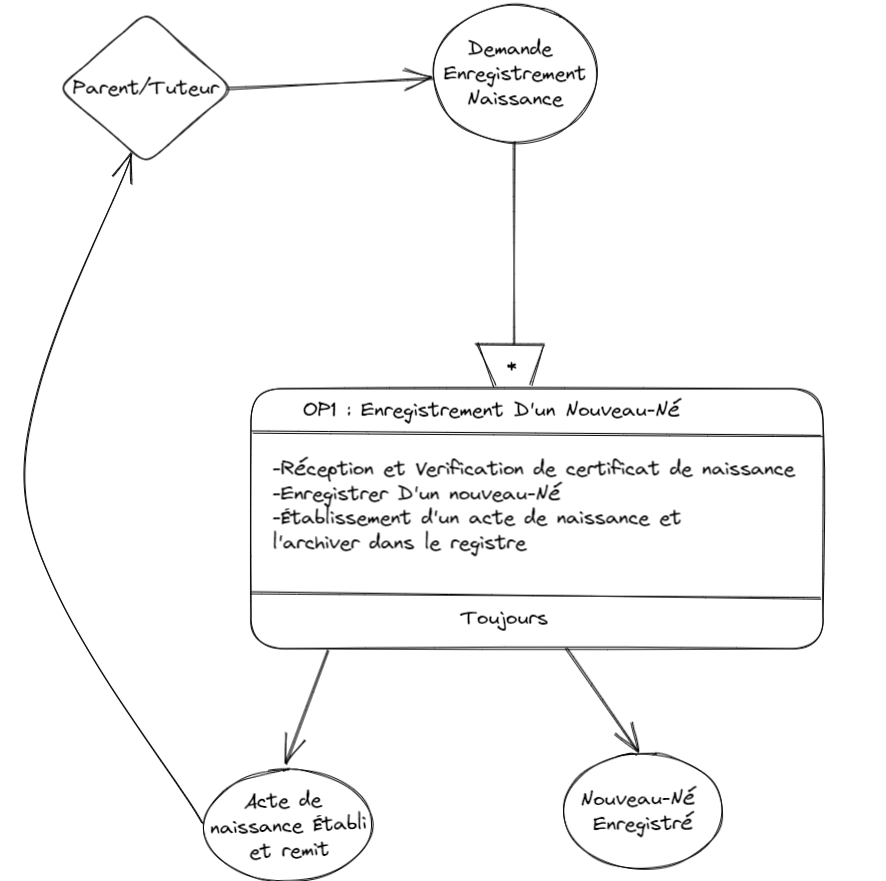 Parent/Tuteur
Demande
Enregistrement
Naissance
*
OP1 : Enregistrement D'un Nouveau-Né
-Réception et Verification de certificat de naissance
-Enregistrer D'un nouveau-Né
-Établissement d'un acte de naissance et
l'archiver dans le registre
Toujours
Acte de
naissance Établi
et remit
Nouveau-Né
Enregistré